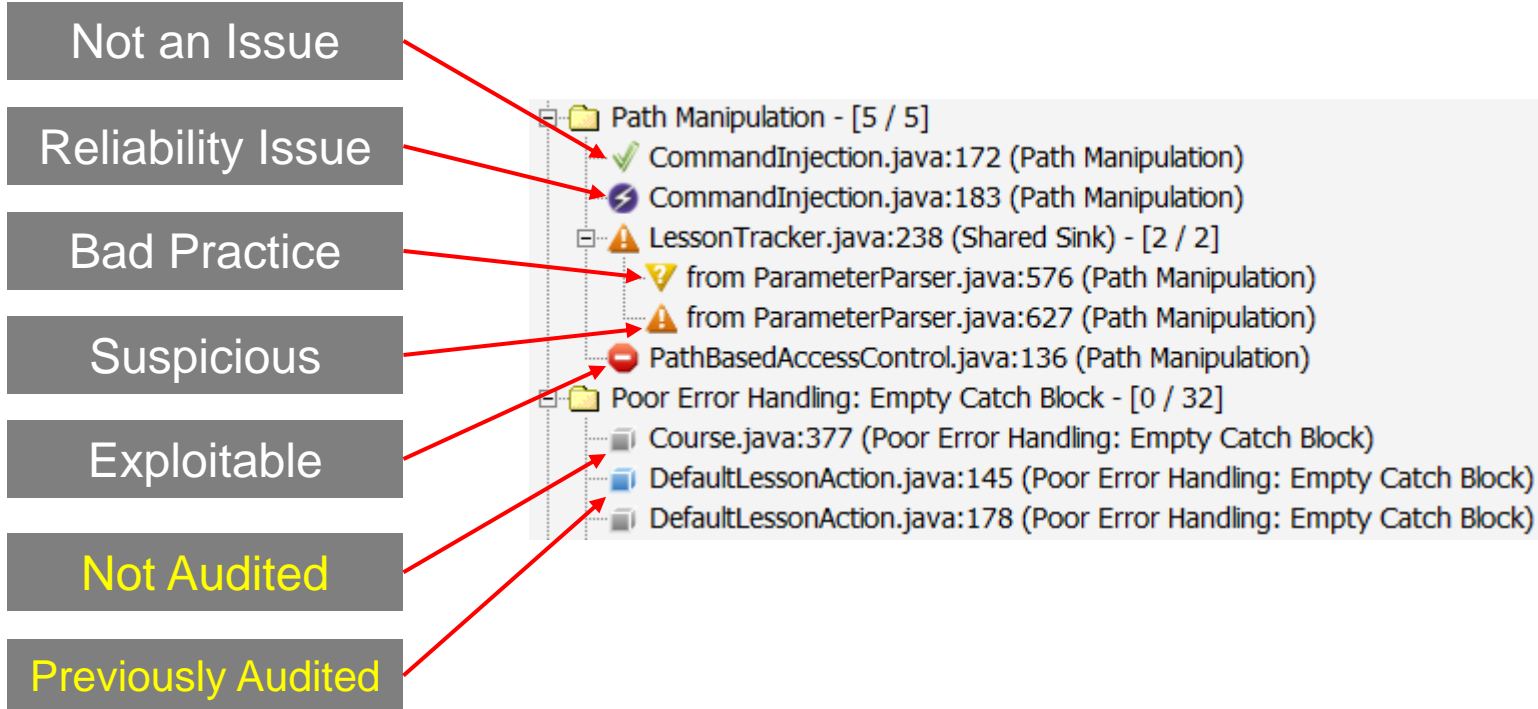 Not an Issue
Reliability Issue
Bad Practice
Suspicious
Exploitable
Not Audited
Previously Audited
Path Manipulation - [5 / 5]
CommandInjection.java:172 (Path Manipulation)
CommandInjection.java:183 (Path Manipulation)
LessonTracker.java:238 (Shared Sink) - [2 / 2]
from ParameterParser.java:576 (Path Manipulation)
from ParameterParser.java:627 (Path Manipulation)
PathBasedAccessControl.java:136 (Path Manipulation)
Poor Error Handling: Empty Catch Block - [0 / 32]
Course.java:377 (Poor Error Handling: Empty Catch Block)
DefaultLessonAction.java:145 (Poor Error Handling: Empty Catch Block)
DefaultLessonAction.java:178 (Poor Error Handling: Empty Catch Block)